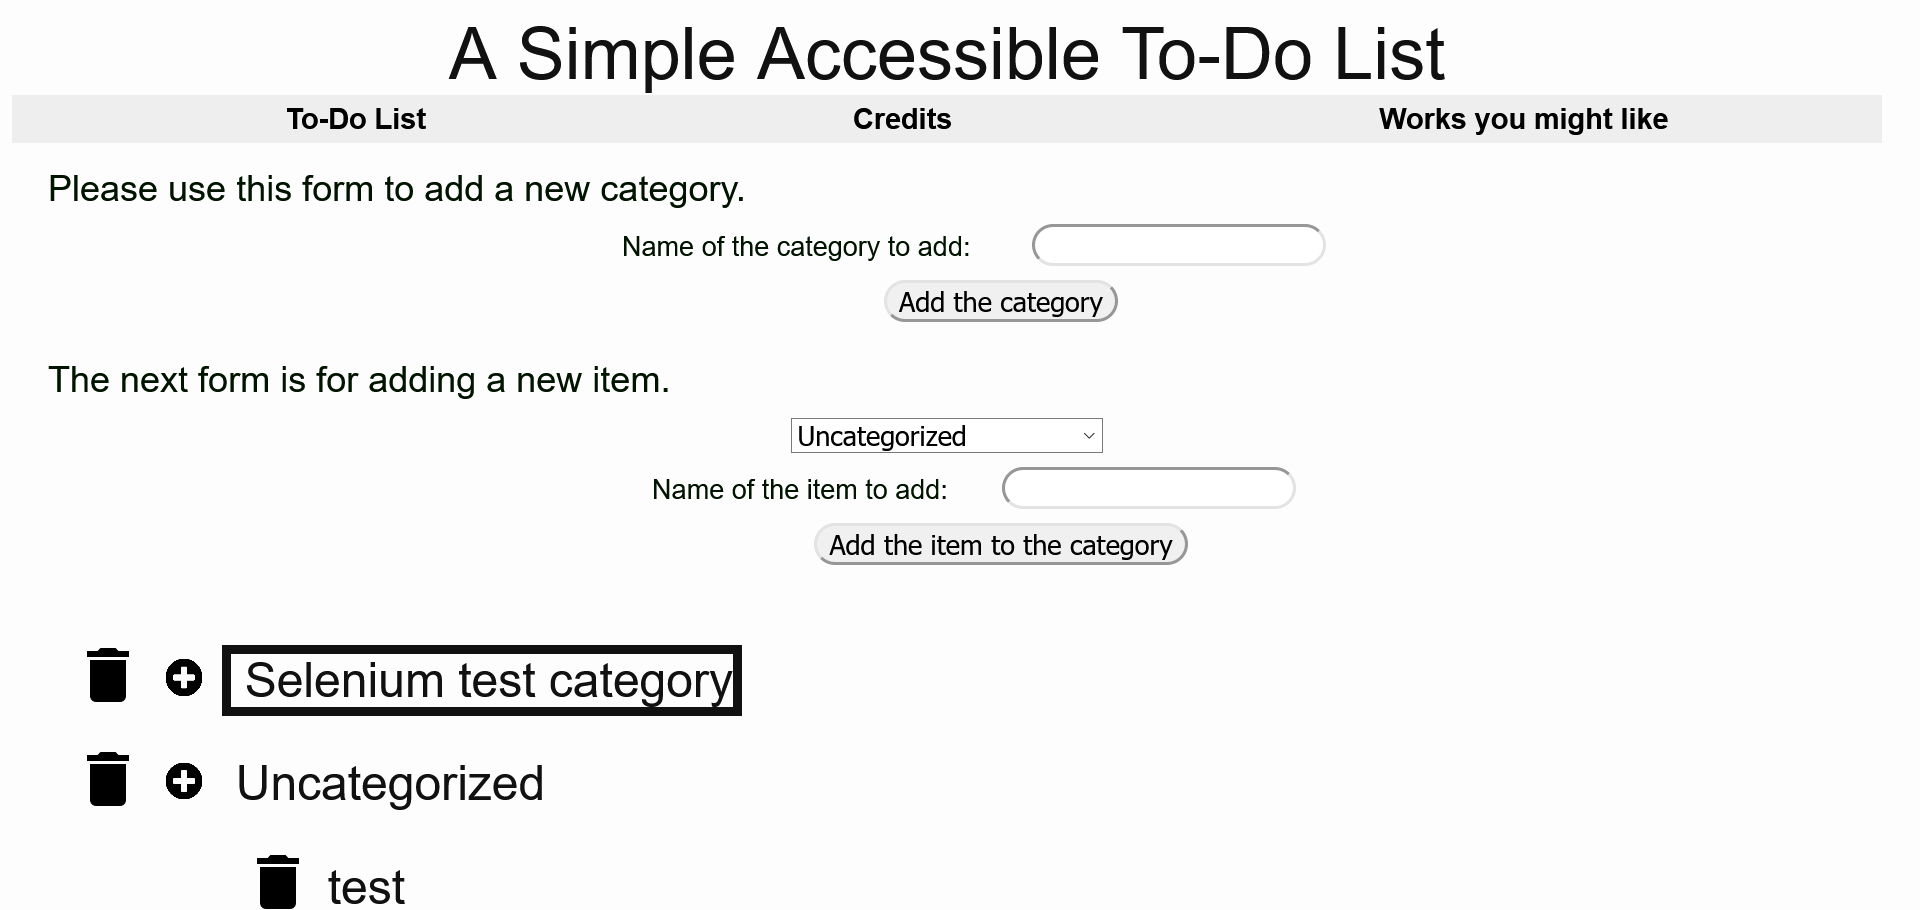 A Simple Accessible To-Do List
To-Do List Credits Works you might like
Please use this form to add a new category.
Name of the category to add:
Add the category
The next form is for adding a new item.
Uncategorized
Name of the item to add:
Add the item to the category
Selenium test category
Uncategorized
test